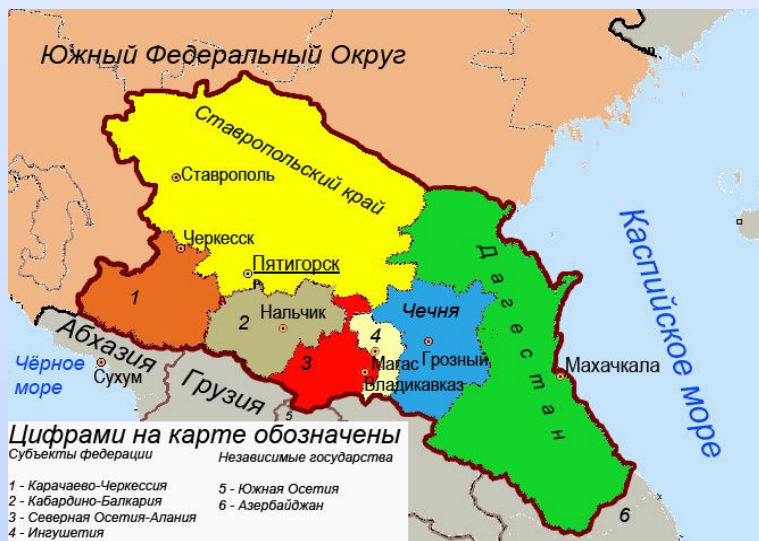 Южный Федеральный Округ
Ставропольский край
Ставрополь
Черкесск
Пятигорск
1
2
Нальчик
3
4
Магас
Владикавказ
Чечня
Грозный
Дагестан
Махачкала
Каспийское море
Абхазия
Сухум
Чёрное
море
Грузия
5
6
Цифрами на карте обозначены
Субъекты федерации
1 - Карачаево-Черкессия
2 - Кабардино-Балкария
3 - Северная Осетия-Алания
4 - Ингушетия
Независимые государства
5 - Южная Осетия
6 - Азербайджан